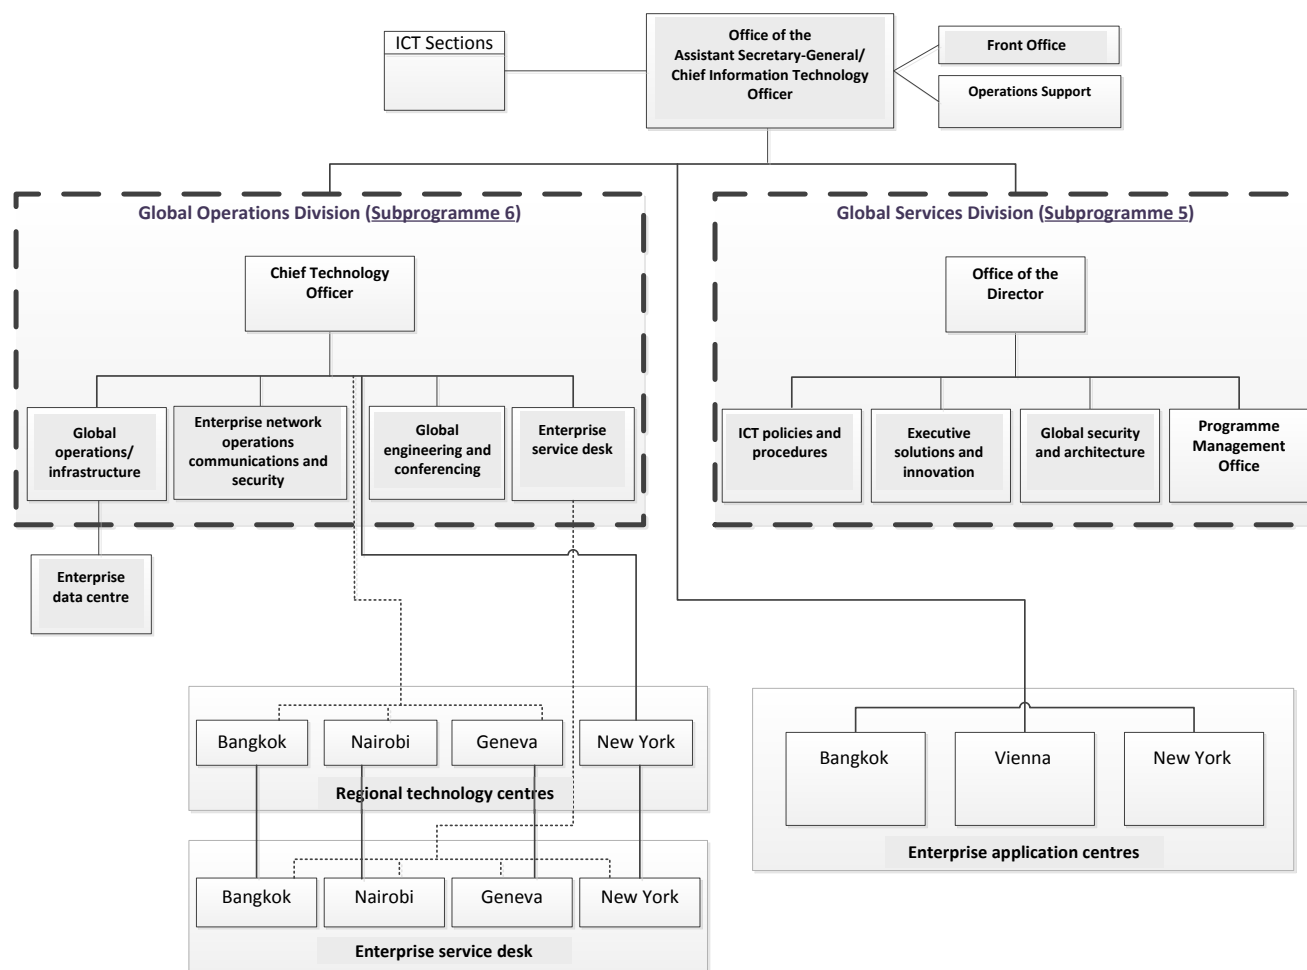 ICT Sections
Office of the
Assistant Secretary-General/
Chief Information Technology
Officer
Front Office
Operations Support
Global Operations Division (Subprogramme 6)
Chief Technology
Officer
Global
operations/
infrastructure
Enterprise network
operations
communications and
security
Global
engineering and
conferencing
Enterprise
service desk
Enterprise
data centre
Global Services Division (Subprogramme 5)
Office of the
Director
ICT policies and
procedures
Executive
solutions and
innovation
Global security
and architecture
Programme
Management
Office
Bangkok
Nairobi
Geneva
New York
Regional technology centres
Bangkok
Nairobi
Geneva
New York
Enterprise service desk
Bangkok
Vienna
New York
Enterprise application centres